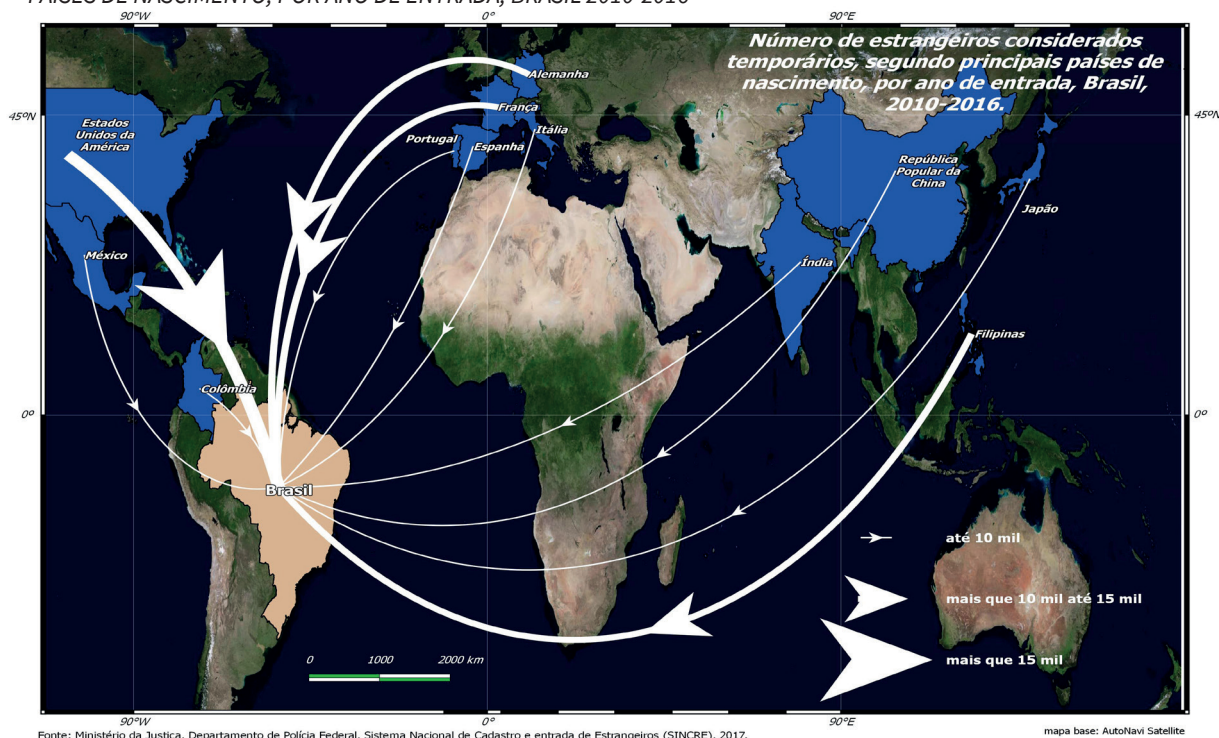 PAÍSES DE NASCIMENTO, POR ANO DE ENTRADA, BRASIL 2010-2016
90°W 0° 90°E
Número de estrangeiros considerados
temporários, segundo principais países de
nascimento, por ano de entrada, Brasil,
2010-2016.
Alemanha
França
45°N
45°N
Estados
Unidos da
América
Itália
Portugal
Espanha
República
Popular da
China
Japão
México
Índia
Filipinas
Colômbia
0°
0°
Brasil
até 10 mil
mais que 10 mil até 15 mil
mais que 15 mil
0 1000 2000 km
90°W 0° 90°E
Fonte: Ministério da Justiça, Departamento de Polícia Federal, Sistema Nacional de Cadastro e entrada de Estrangeiros (SINCRE), 2017.
mapa base: AutoNavi Satellite